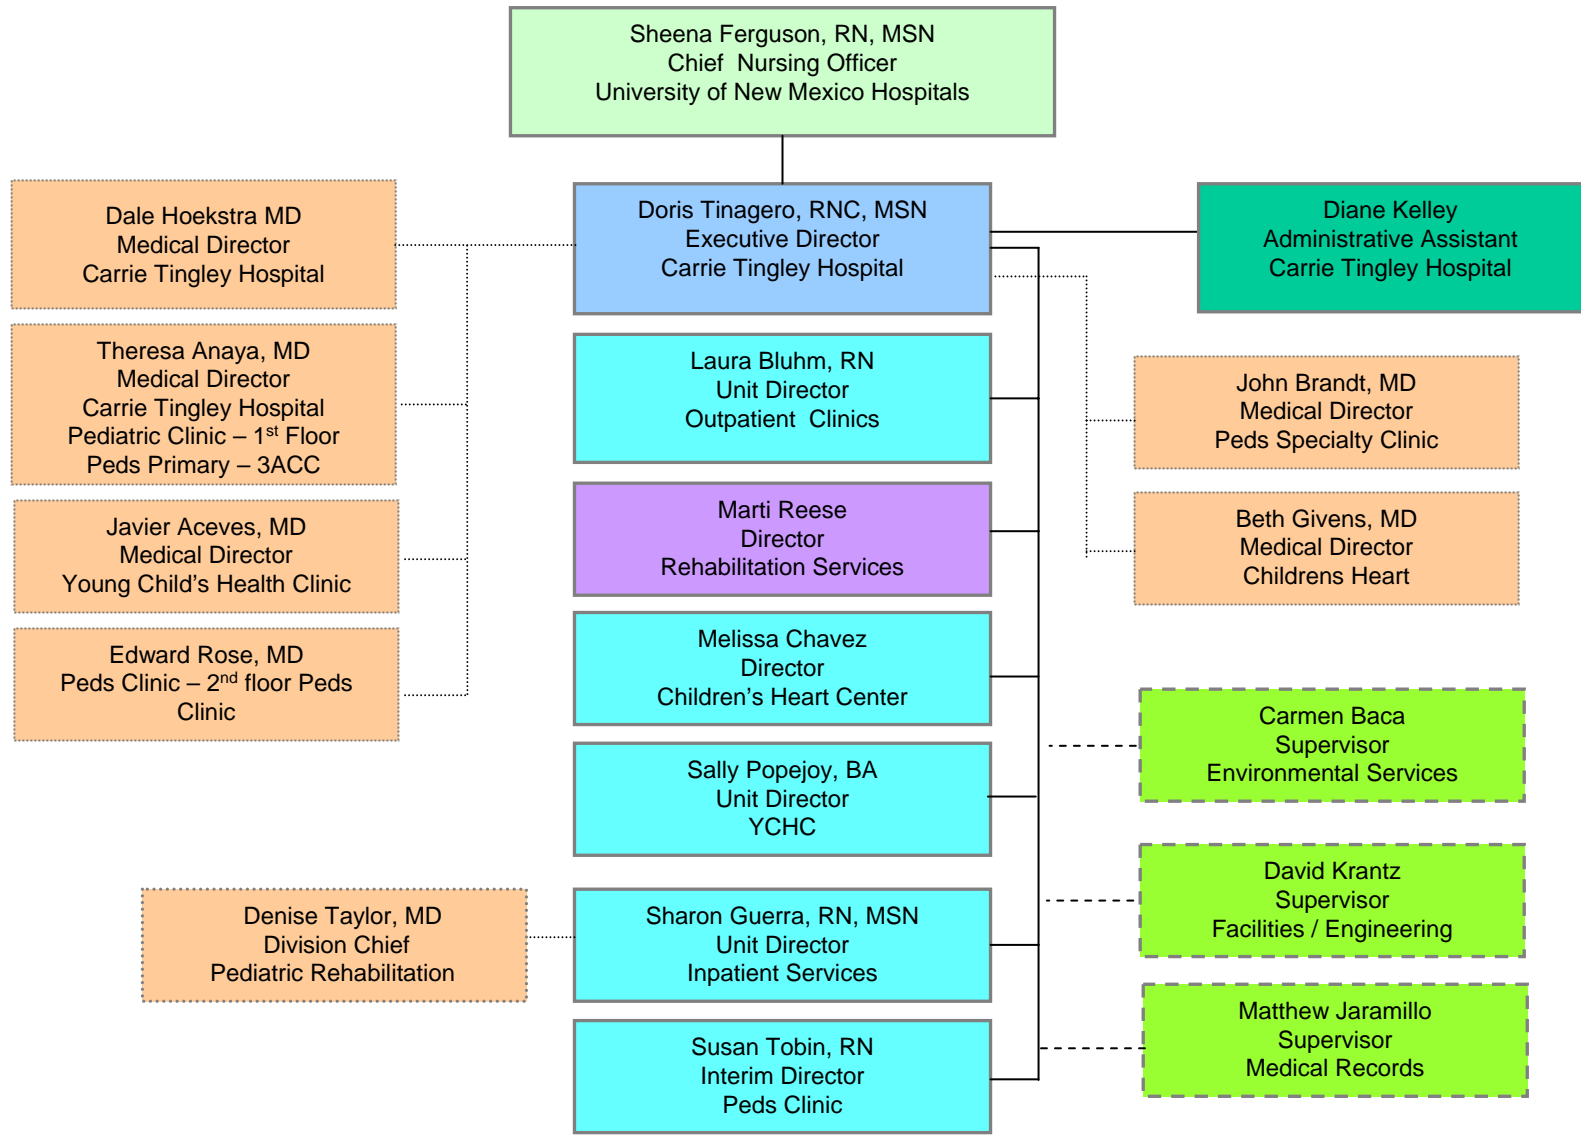 Sheena Ferguson, RN, MSN
Chief  Nursing Officer
University of New Mexico Hospitals
Dale Hoekstra MD
Medical Director
Carrie Tingley Hospital
Doris Tinagero, RNC, MSN
Executive Director
Carrie Tingley Hospital
Diane Kelley
Administrative Assistant
Carrie Tingley Hospital
Theresa Anaya, MD
Medical Director
Carrie Tingley Hospital
Pediatric Clinic – 1st Floor
Peds Primary – 3ACC
Laura Bluhm, RN
Unit Director
Outpatient  Clinics
John Brandt, MD
Medical Director
Peds Specialty Clinic
Javier Aceves, MD
Medical Director
Young Child’s Health Clinic
Marti Reese
Director
Rehabilitation Services
Beth Givens, MD
Medical Director
Childrens Heart
Edward Rose, MD
Peds Clinic – 2nd floor Peds
Clinic
Melissa Chavez
Director
Children’s Heart Center
Carmen Baca
Supervisor
Environmental Services
Sally Popejoy, BA
Unit Director
YCHC
David Krantz
Supervisor
Facilities / Engineering
Denise Taylor, MD
Division Chief
Pediatric Rehabilitation
Sharon Guerra, RN, MSN
Unit Director
Inpatient Services
Matthew Jaramillo
Supervisor
Medical Records
Susan Tobin, RN
Interim Director
Peds Clinic